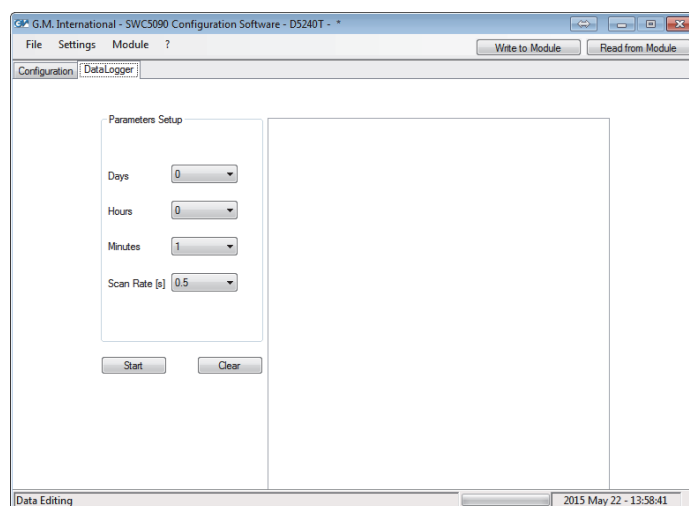 G.M. International - SWC5090 Configuration Software - D5240T - *
File Settings Module ? Write to Module Read from Module
Configuration DataLogger
Parameters Setup
Days 0
Hours 0
Minutes 1
Scan Rate [s] 0.5
Start Clear
Data Editing 2015 May 22 - 13:58:41